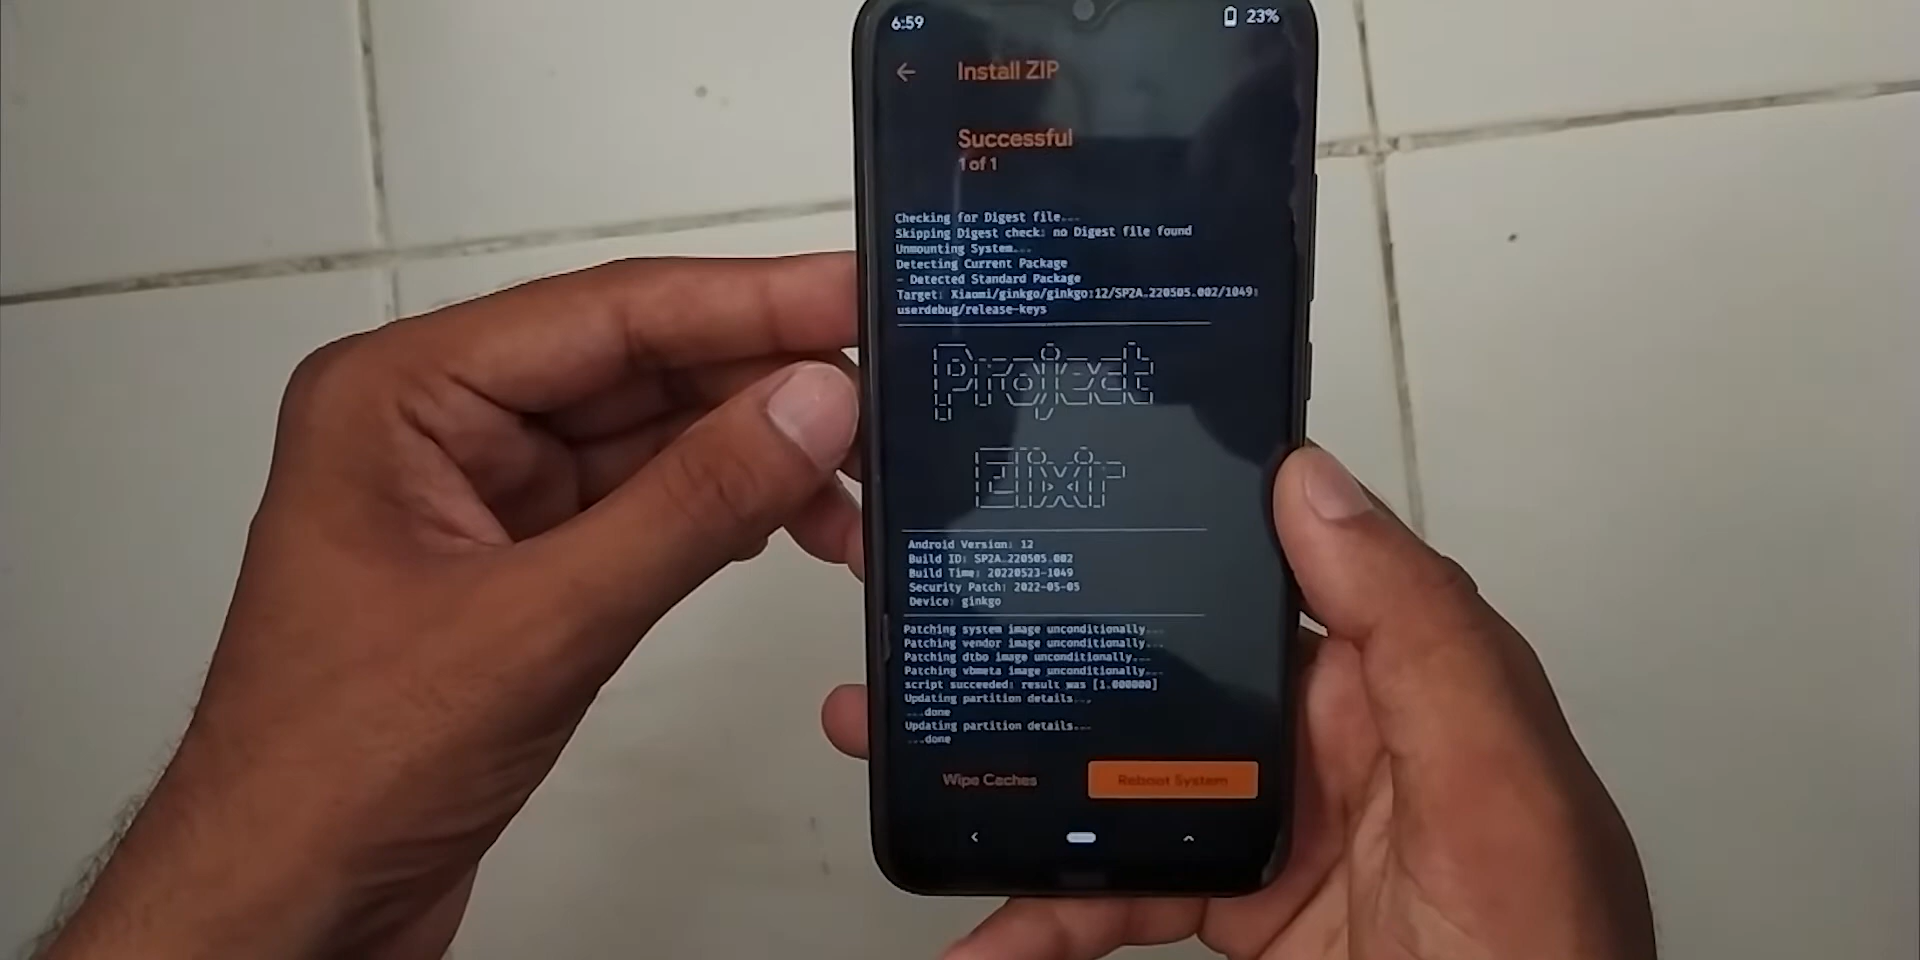 6:59
23%
Install ZIP
Successful
1 of 1
Checking for Digest file...
Skipping Digest check: no Digest file found
Unmounting System...
Detecting Current Package
- Detected Standard Package
Target: Xiaomi/ginkgo/ginkgo:12/SP2A.220505.002/1049:
userdebug/release-keys
Project
Elixir
Android Version: 12
Build ID: SP2A.220505.002
Build Time: 20220523-1049
Security Patch: 2022-05-05
Device: ginkgo
Patching system image unconditionally...
Patching vendor image unconditionally...
Patching dtbo image unconditionally...
Patching vbmeta image unconditionally...
script succeeded: result was [1.000000]
Updating partition details...
...done
Updating partition details...
...done
Wipe Caches
Reboot System